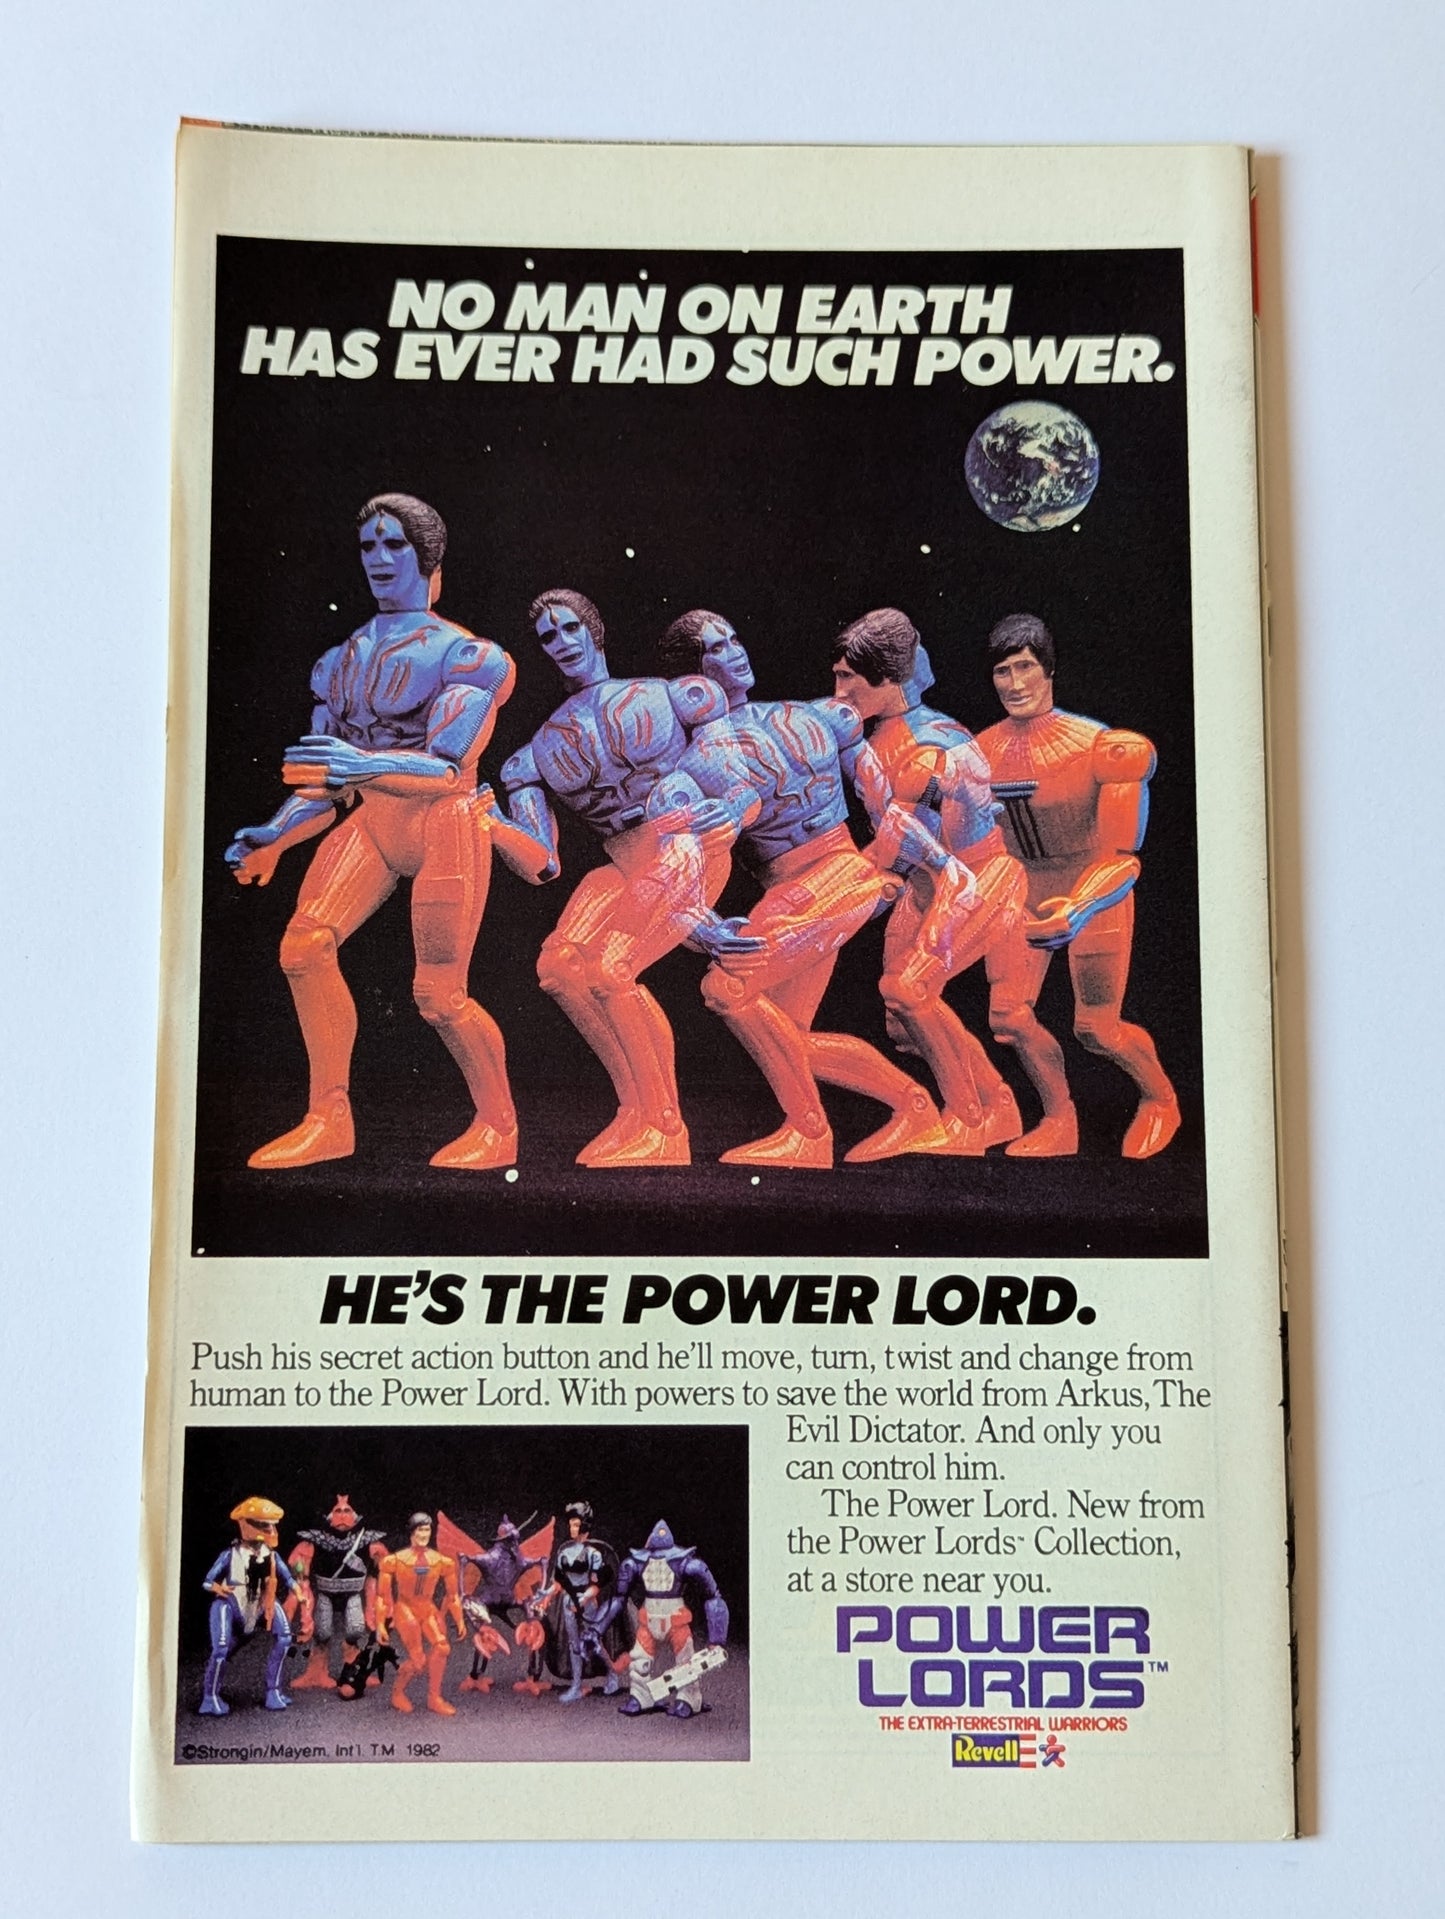 NO MAN ON EARTH
HAS EVER HAD SUCH POWER.
HE'S THE POWER LORD.
Push his secret action button and he'll move, turn, twist and change from
human to the Power Lord. With powers to save the world from Arkus, The
Evil Dictator. And only you
can control him.
The Power Lord. New from
the Power Lords™ Collection,
at a store near you.
POWER
LORDS™
THE EXTRA-TERRESTRIAL WARRIORS
Revell
©Strongin/Mayem. Int'l. T.M 1982